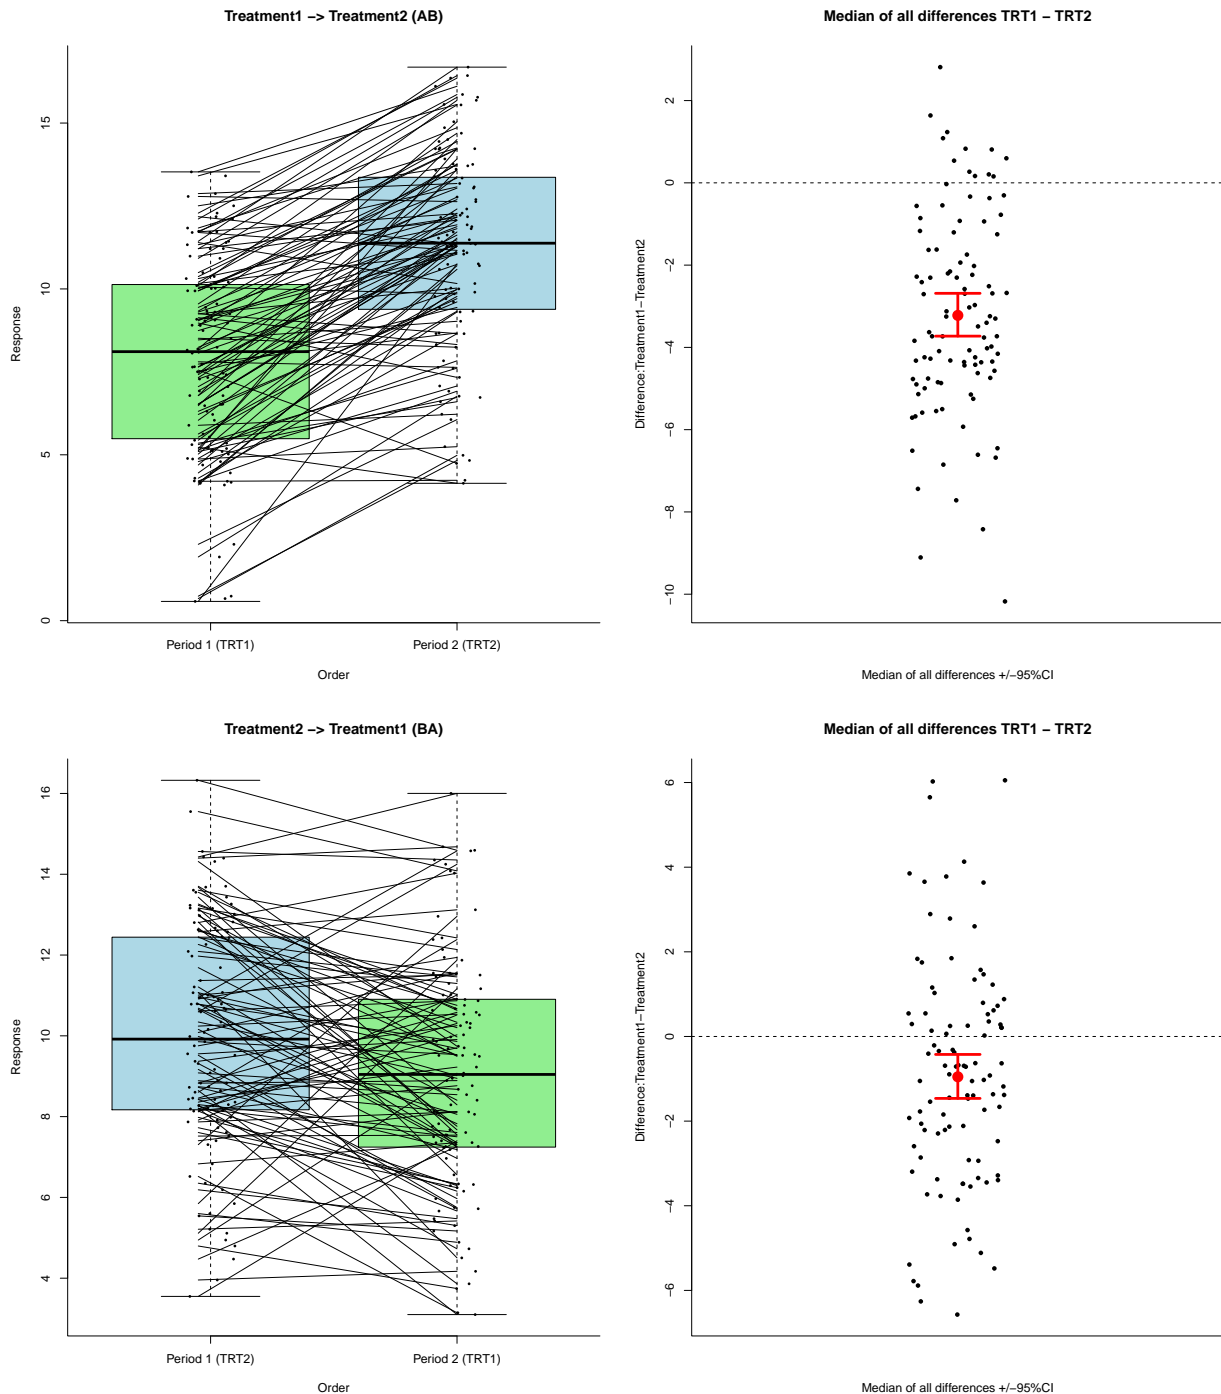 Treatment1 −> Treatment2 (AB)
Response
0
5
10
15
Period 1 (TRT1)
Period 2 (TRT2)
Order
Median of all differences TRT1 − TRT2
Difference:Treatment1−Treatment2
−10
−8
−6
−4
−2
0
2
Median of all differences +/−95%CI
Treatment2 −> Treatment1 (BA)
Response
4
6
8
10
12
14
16
Period 1 (TRT2)
Period 2 (TRT1)
Order
Median of all differences TRT1 − TRT2
Difference:Treatment1−Treatment2
−6
−4
−2
0
2
4
6
Median of all differences +/−95%CI